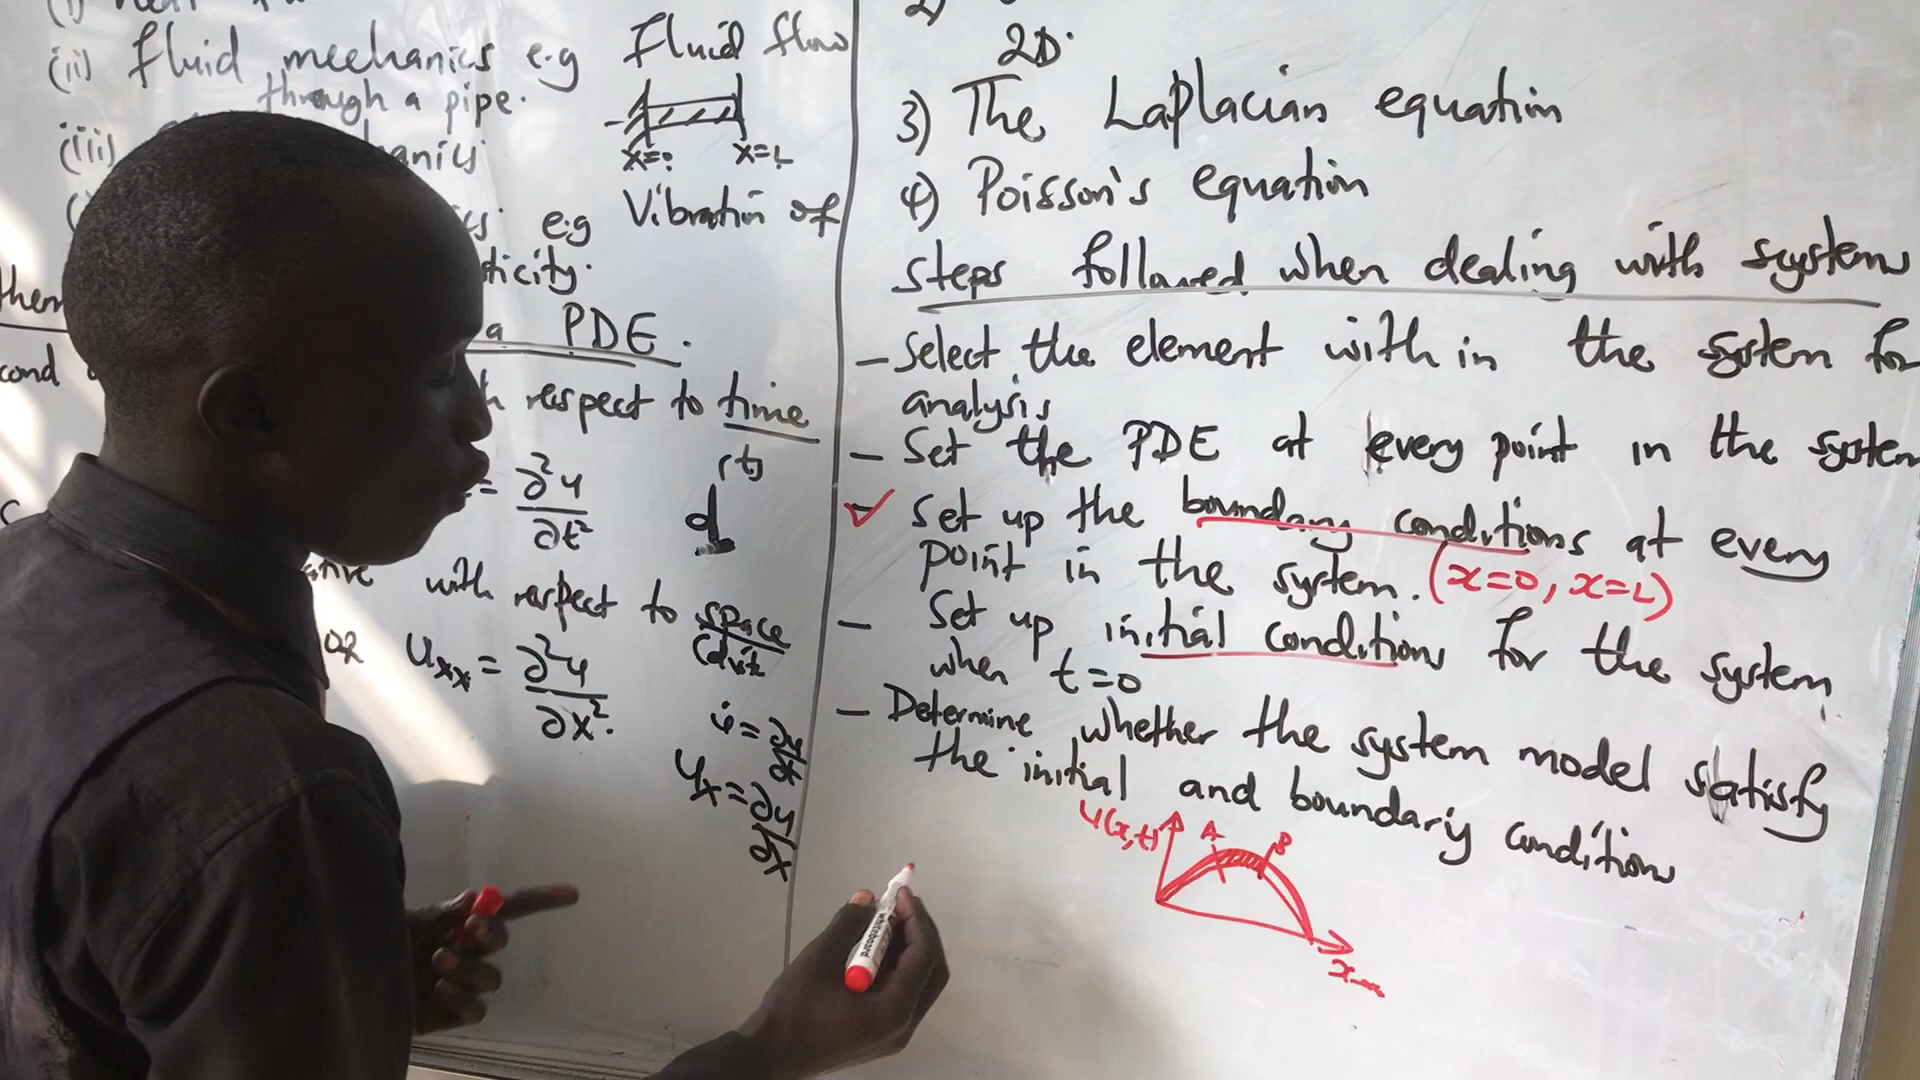 (ii) fluid mechanics e.g Fluid flow
through a pipe.
x=0 x=L
(iii)
e.g Vibration of
a PDE.
respect to time
(t)
= ∂²u/∂t²
d
with respect to space
or uxx = ∂²u/∂x².
u̇ = ∂u/∂t
ux = ∂u/∂x
2)
2D.
3) The Laplacian equation
4) Poisson's equation
steps followed when dealing with system
- Select the element with in the system for
analysis
- Set the PDE at every point in the system
- Set up the boundary conditions at every
point in the system. (x=0, x=L)
- Set up initial conditions for the system
when t=0
- Determine whether the system model satisfy
the initial and boundary condition
u(x,t) A B
x